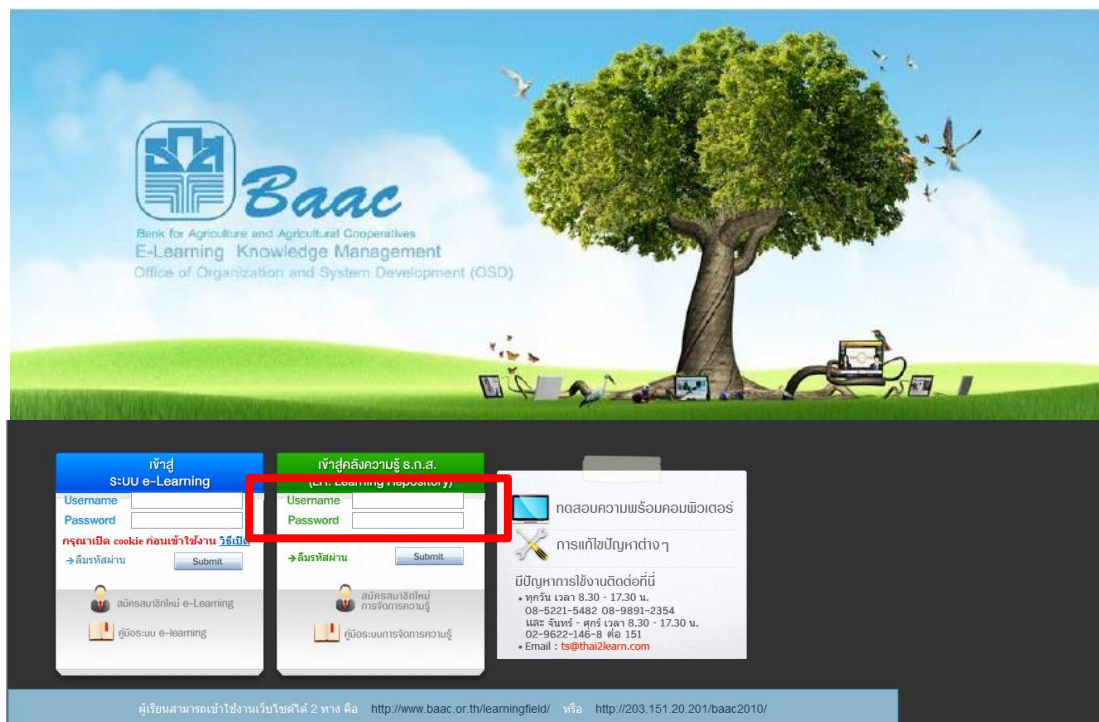 ธกส
Baac
Bank for Agriculture and Agricultural Cooperatives
E-Learning Knowledge Management
Office of Organization and System Development (OSD)
เข้าสู่
ระบบ e-Learning
Username
Password
กรุณาเปิด cookie ก่อนเข้าใช้งาน วิธีเปิด
ลืมรหัสผ่าน
Submit
สมัครสมาชิกใหม่ e-Learning
คู่มือระบบ e-learning
เข้าสู่คลังความรู้ ธ.ก.ส.
Learning Repository)
Username
Password
ลืมรหัสผ่าน
Submit
สมัครสมาชิกใหม่
การจัดการความรู้
คู่มือระบบการจัดการความรู้
ทดสอบความพร้อมคอมพิวเตอร์
การแก้ไขปัญหาต่างๆ
มีปัญหาการใช้งานติดต่อที่นี่
• ทุกวัน เวลา 8.30 - 17.30 น.
08-5221-5482 08-9891-2354
และ จันทร์ - ศุกร์ เวลา 8.30 - 17.30 น.
02-9622-146-8 ต่อ 151
• Email : ts@thai2learn.com
ผู้เรียนสามารถเข้าใช้งานเว็บไซต์ได้ 2 ทาง คือ http://www.baac.or.th/learningfield/ หรือ http://203.151.20.201/baac2010/